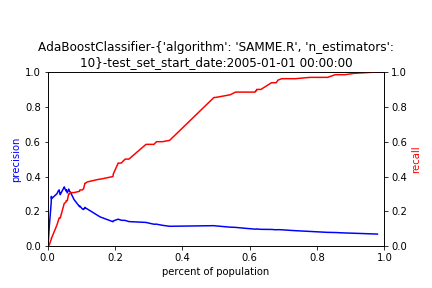 AdaBoostClassifier-{'algorithm': 'SAMME.R', 'n_estimators':
10}-test_set_start_date:2005-01-01 00:00:00
1.0
0.8
0.6
0.4
0.2
0.0
precision
1.0
0.8
0.6
0.4
0.2
0.0
recall
0.0 0.2 0.4 0.6 0.8 1.0
percent of population